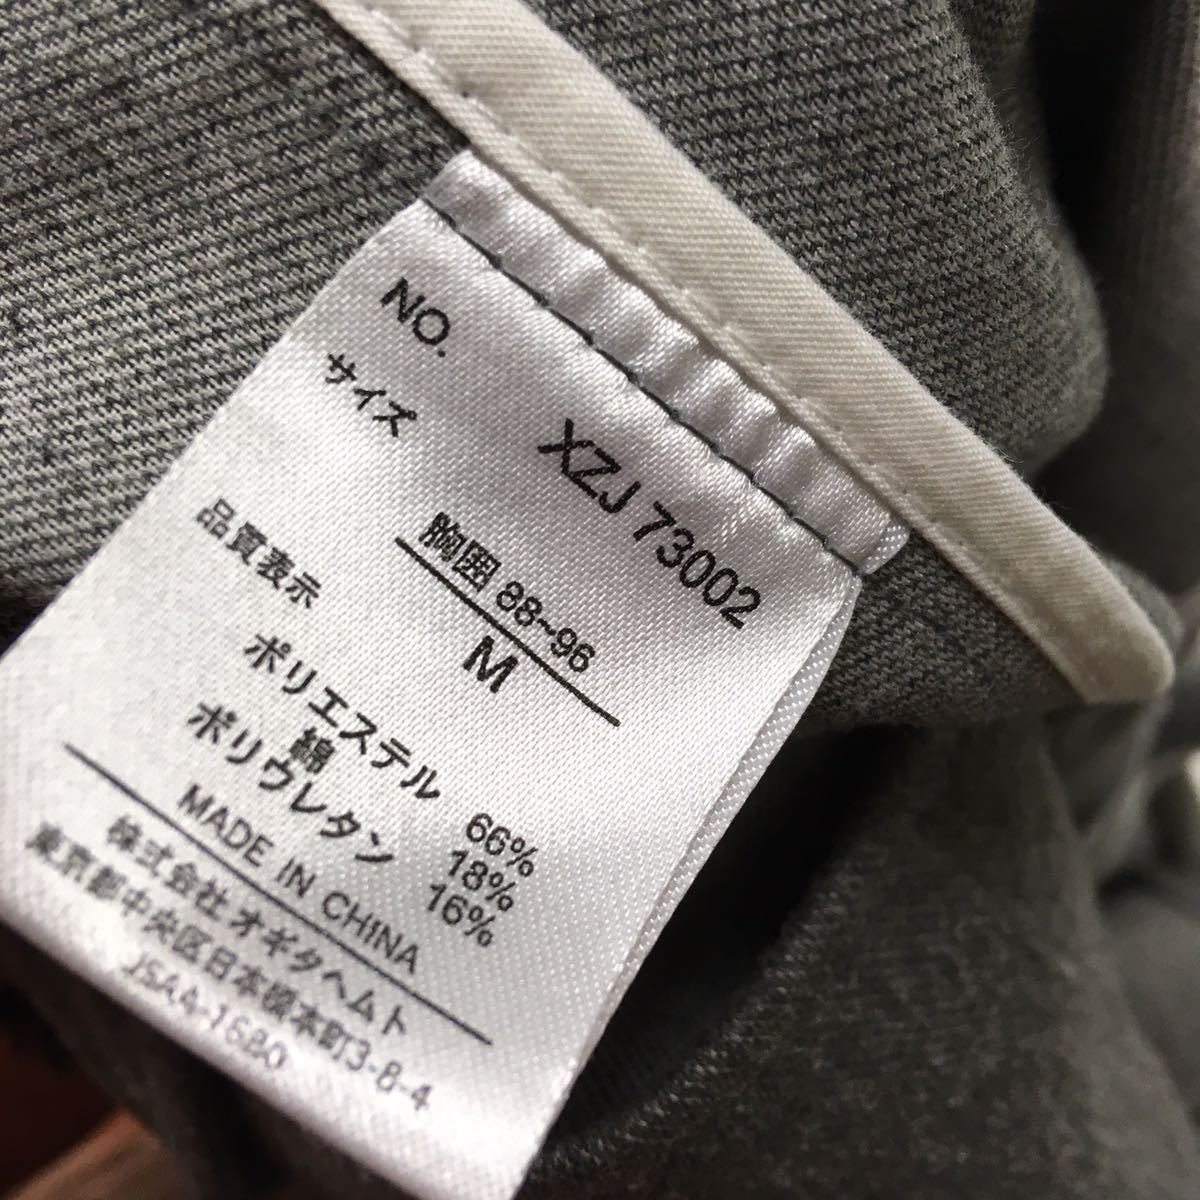 NO. XZJ 73002
サイズ 胸囲 88~96
M
品質表示
ポリエステル 66%
綿 18%
ポリウレタン 16%
MADE IN CHINA
株式会社 オギタヘムト
東京都中央区日本橋本町3-8-4
JSAA-1680